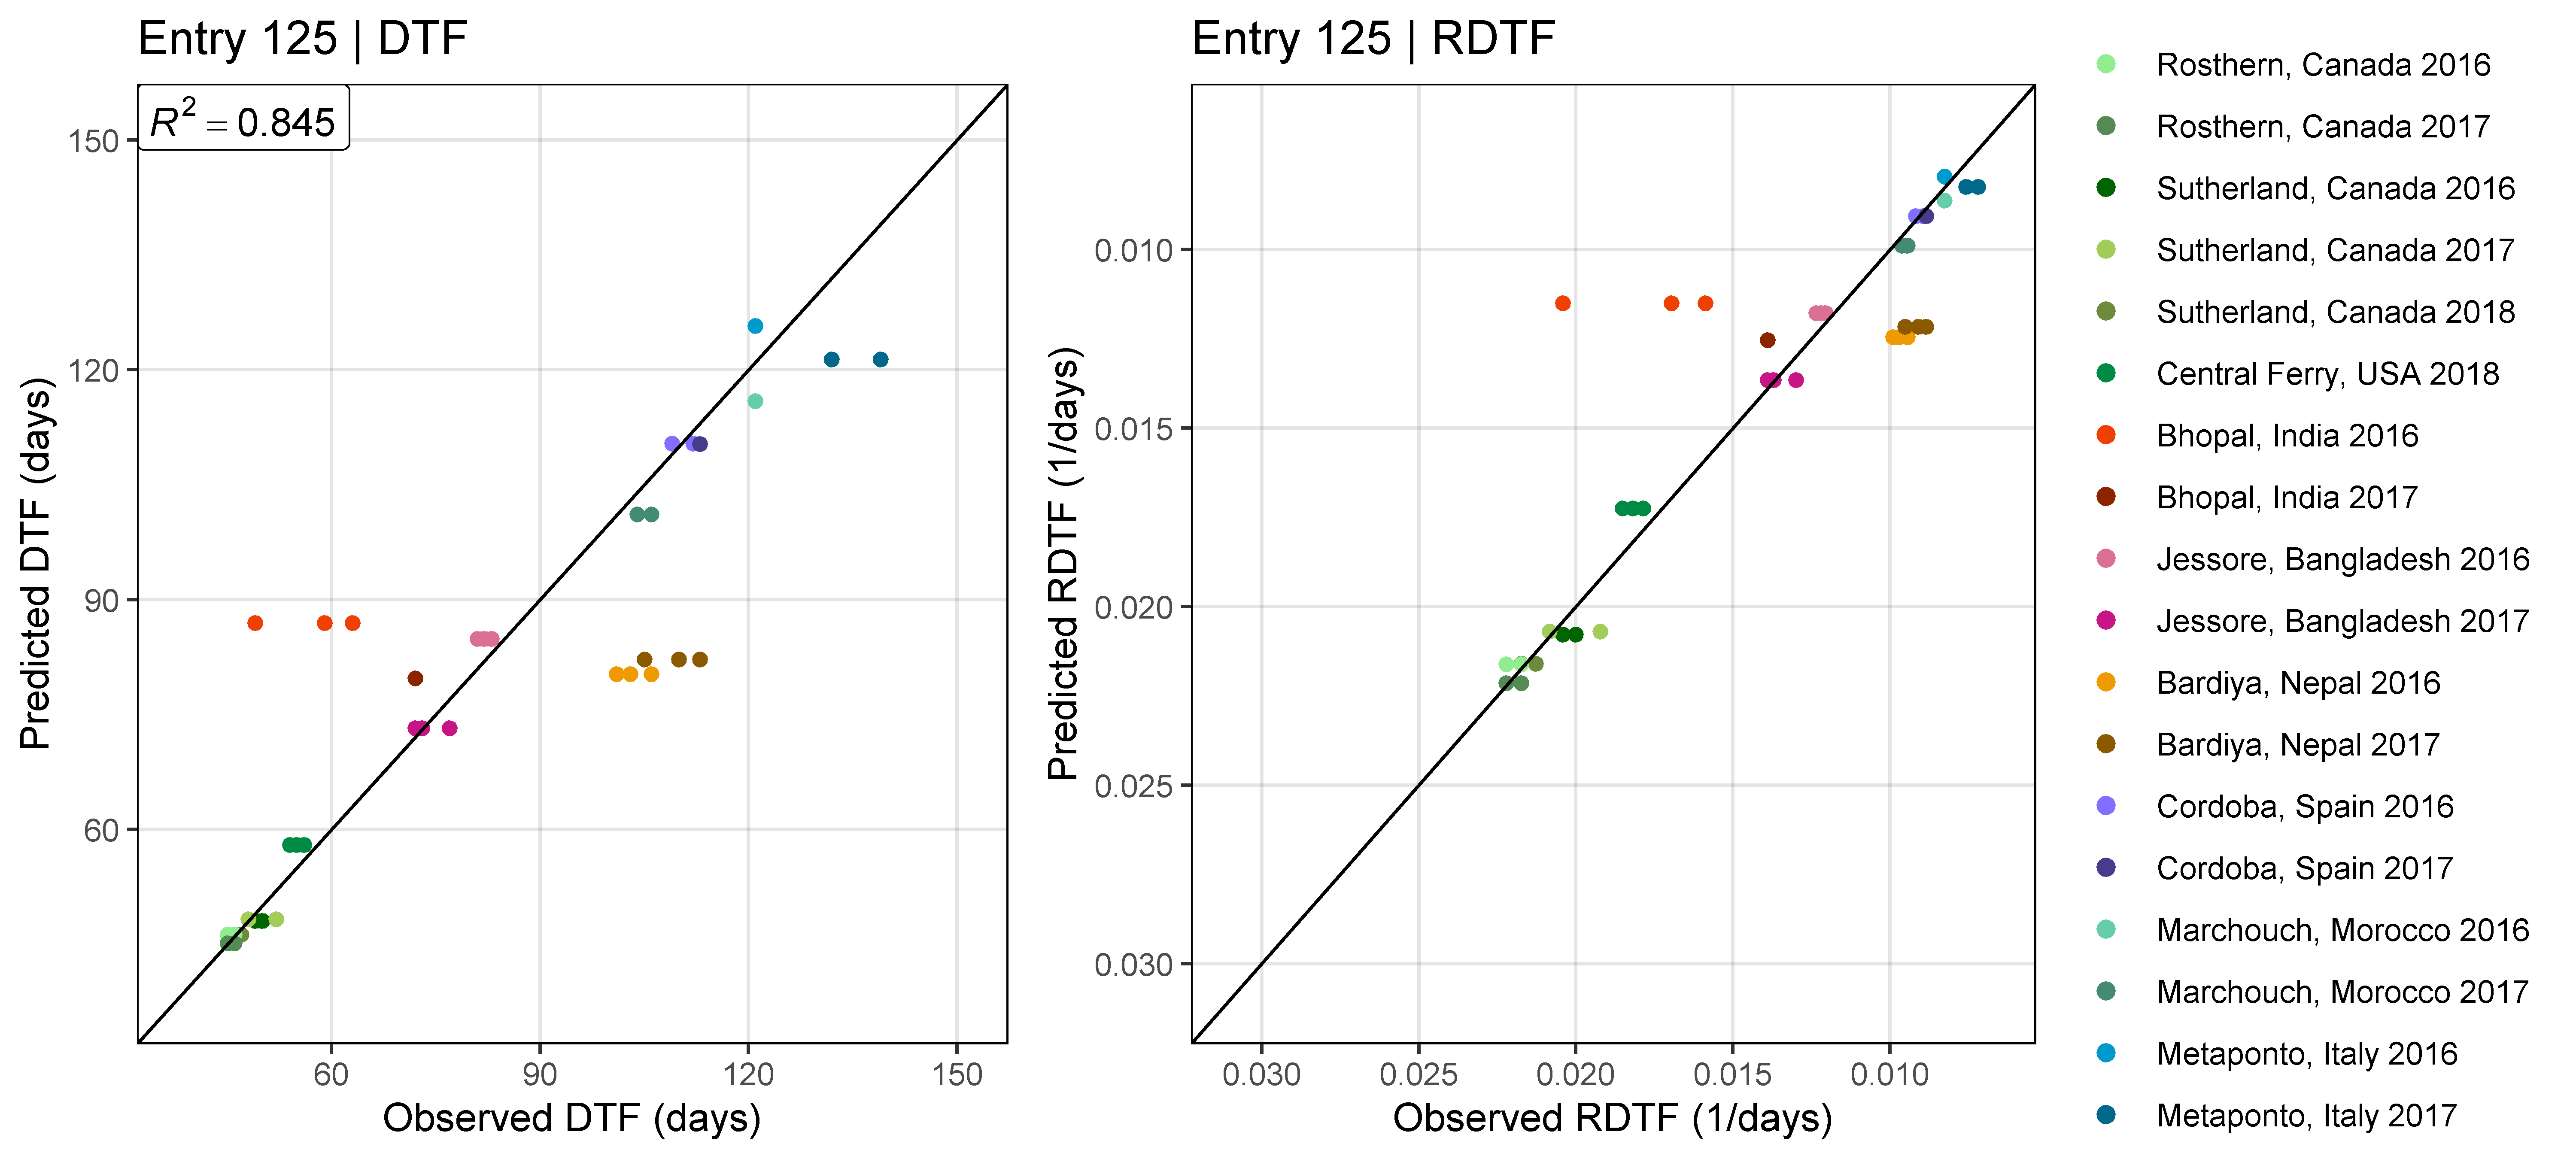 Entry 125 | DTF
R² = 0.845
150
120
90
60
60 90 120 150
Predicted DTF (days)
Observed DTF (days)
Entry 125 | RDTF
0.010
0.015
0.020
0.025
0.030
0.030 0.025 0.020 0.015 0.010
Predicted RDTF (1/days)
Observed RDTF (1/days)
Rosthern, Canada 2016
Rosthern, Canada 2017
Sutherland, Canada 2016
Sutherland, Canada 2017
Sutherland, Canada 2018
Central Ferry, USA 2018
Bhopal, India 2016
Bhopal, India 2017
Jessore, Bangladesh 2016
Jessore, Bangladesh 2017
Bardiya, Nepal 2016
Bardiya, Nepal 2017
Cordoba, Spain 2016
Cordoba, Spain 2017
Marchouch, Morocco 2016
Marchouch, Morocco 2017
Metaponto, Italy 2016
Metaponto, Italy 2017